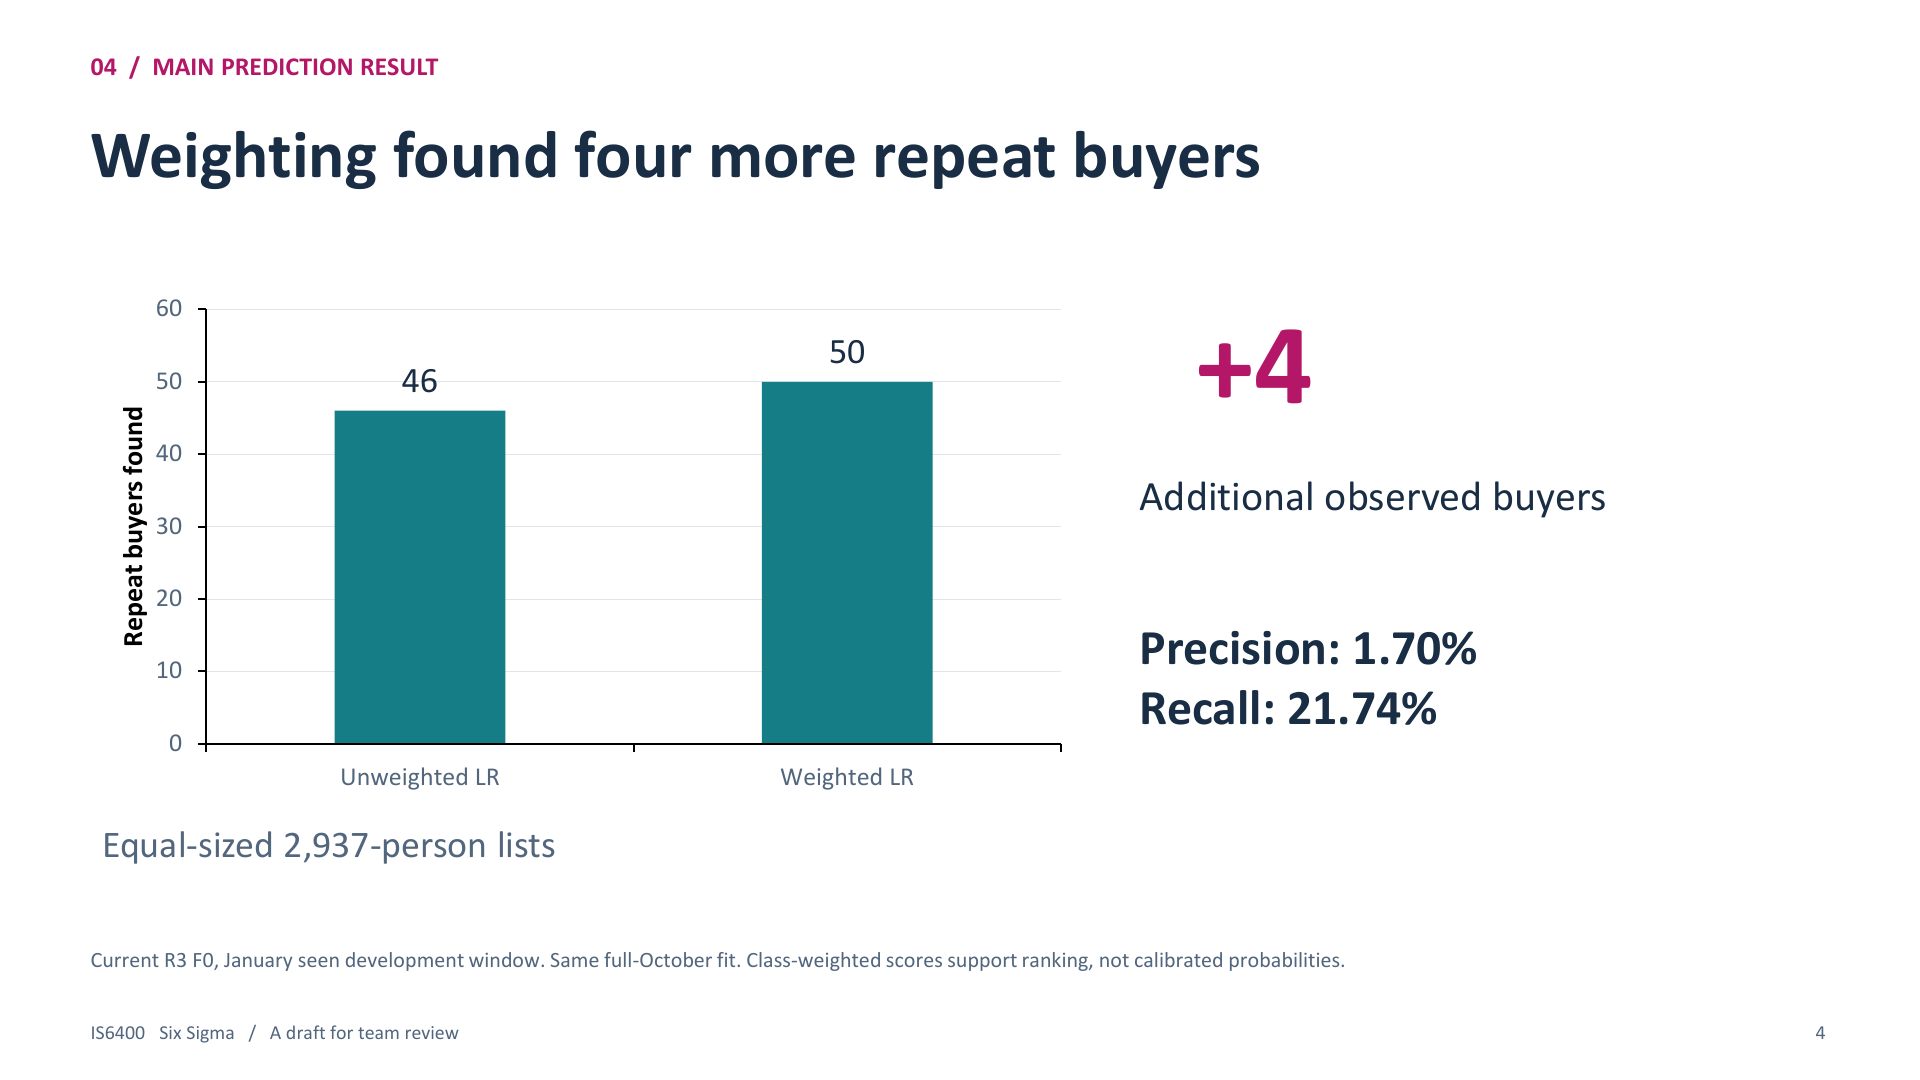 04 / MAIN PREDICTION RESULT
Weighting found four more repeat buyers
Repeat buyers found
60
50
40
30
20
10
0
46
50
Unweighted LR
Weighted LR
Equal-sized 2,937-person lists
+4
Additional observed buyers
Precision: 1.70%
Recall: 21.74%
Current R3 F0, January seen development window. Same full-October fit. Class-weighted scores support ranking, not calibrated probabilities.
IS6400 Six Sigma / A draft for team review
4